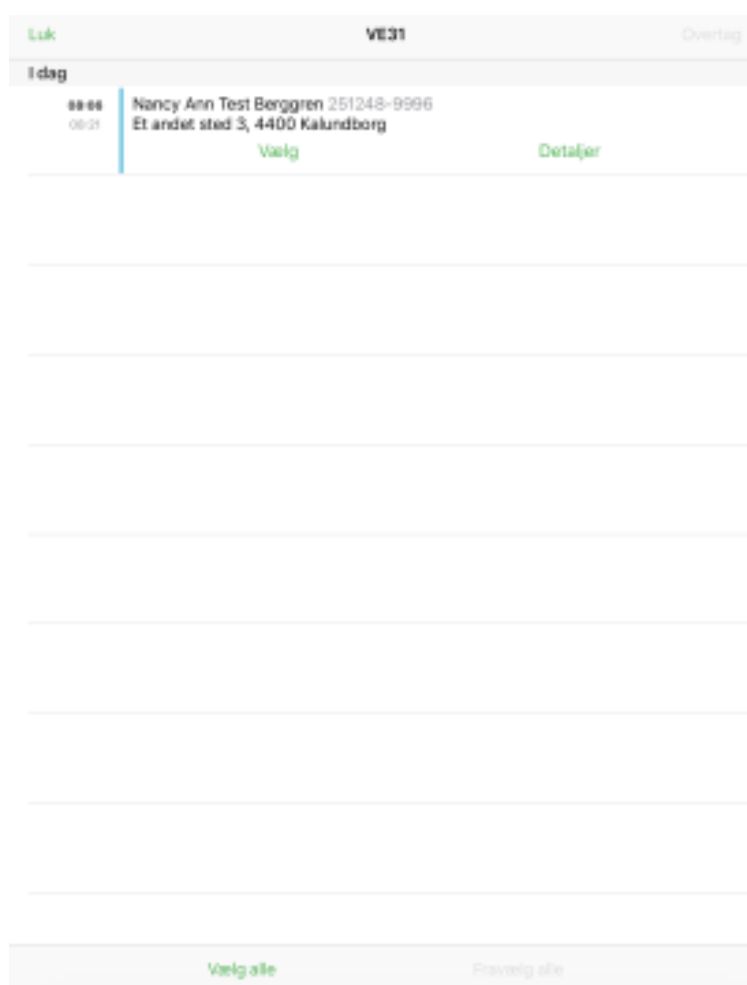 Luk VE31 Overtag
I dag
Nancy Ann Test Berggren 251248-9996
Et andet sted 3, 4400 Kalundborg
Vælg Detaljer
Vælg alle Fravælg alle